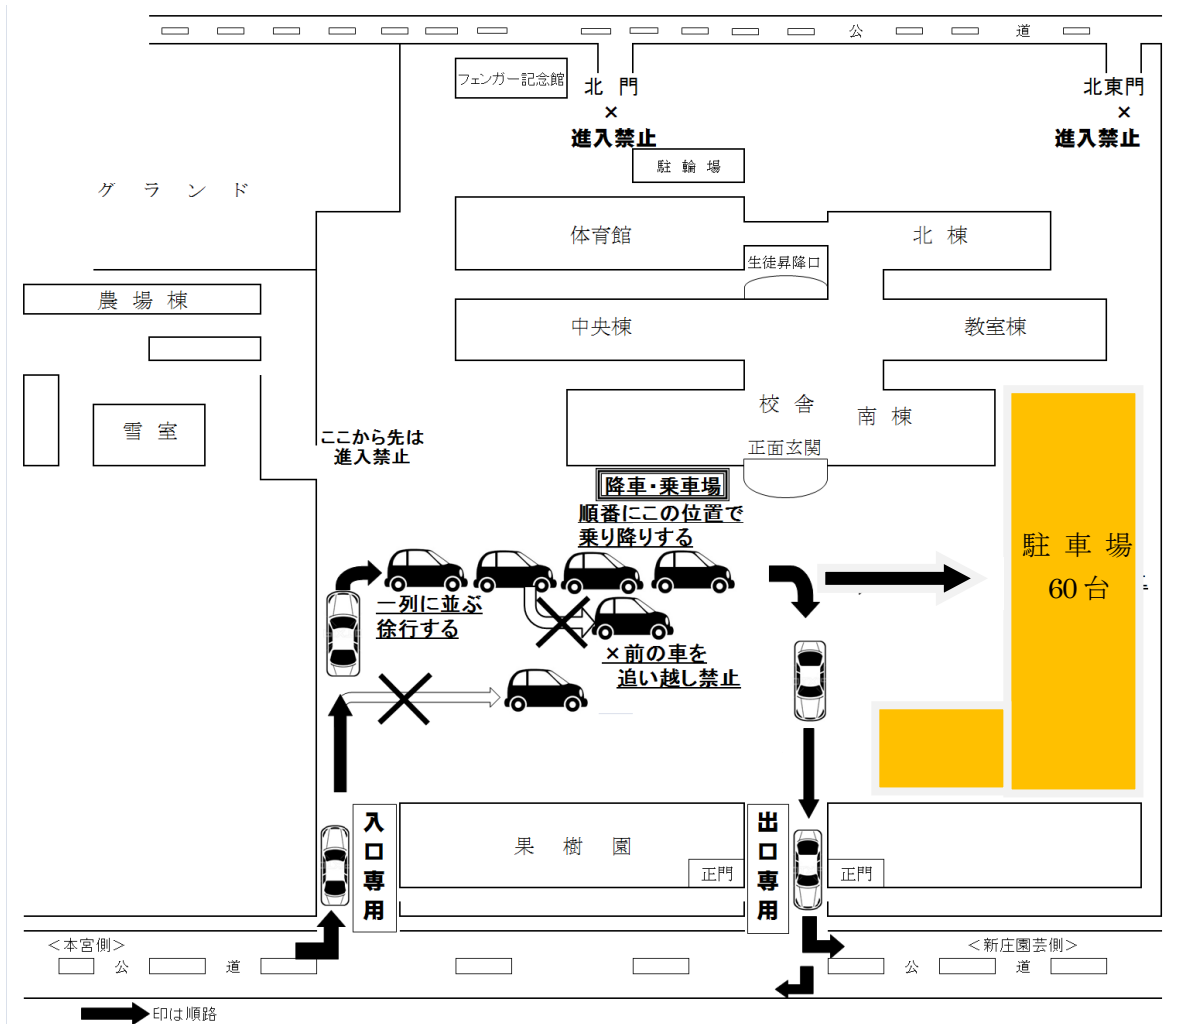 公 道
フェンガー記念館
北 門
×
進入禁止
北東門
×
進入禁止
駐 輪 場
グ ラ ン ド
体育館
北 棟
生徒昇降口
農 場 棟
中央棟
教室棟
校 舎
南 棟
雪 室
ここから先は
進入禁止
正面玄関
降車・乗車場
順番にこの位置で
乗り降りする
駐 車 場
60台
一列に並ぶ
徐行する
×前の車を
追い越し禁止
入口専用
果 樹 園
正門
出口専用
正門
＜本宮側＞
＜新庄園芸側＞
公 道
公 道
印は順路